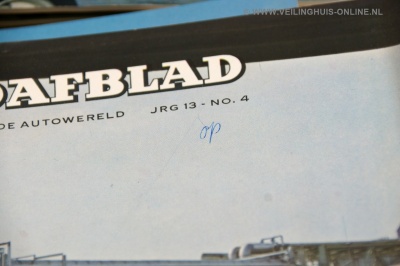 WWW.VEILINGHUIS-ONLINE.NL
DAFBLAD
DE AUTOWERELD JRG 13 - NO. 4
op